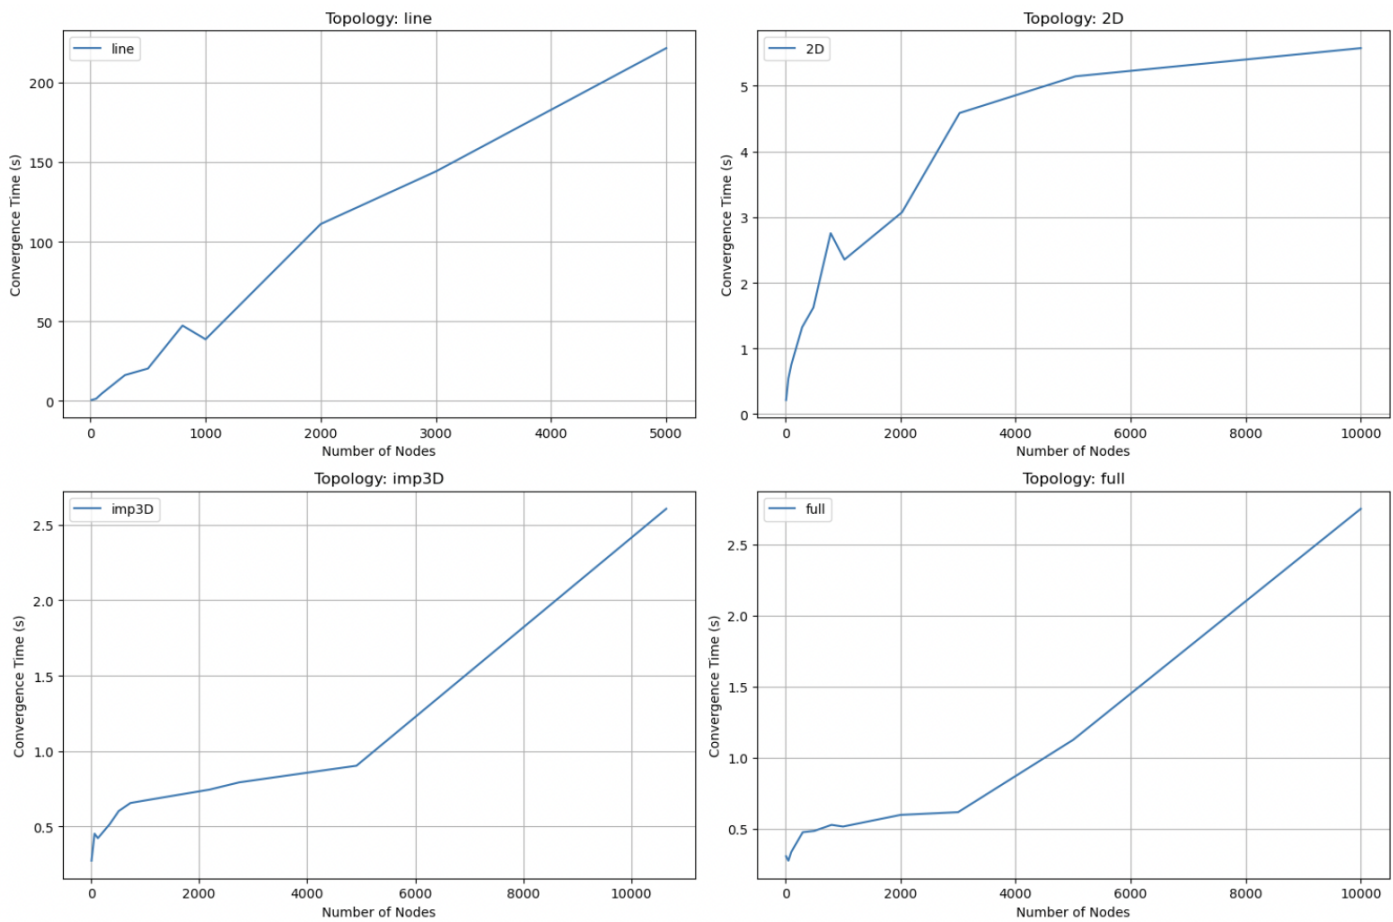 Topology: line
line
200
150
100
50
0
Convergence Time (s)
0 1000 2000 3000 4000 5000
Number of Nodes
Topology: 2D
2D
5
4
3
2
1
0
Convergence Time (s)
0 2000 4000 6000 8000 10000
Number of Nodes
Topology: imp3D
imp3D
2.5
2.0
1.5
1.0
0.5
Convergence Time (s)
0 2000 4000 6000 8000 10000
Number of Nodes
Topology: full
full
2.5
2.0
1.5
1.0
0.5
Convergence Time (s)
0 2000 4000 6000 8000 10000
Number of Nodes